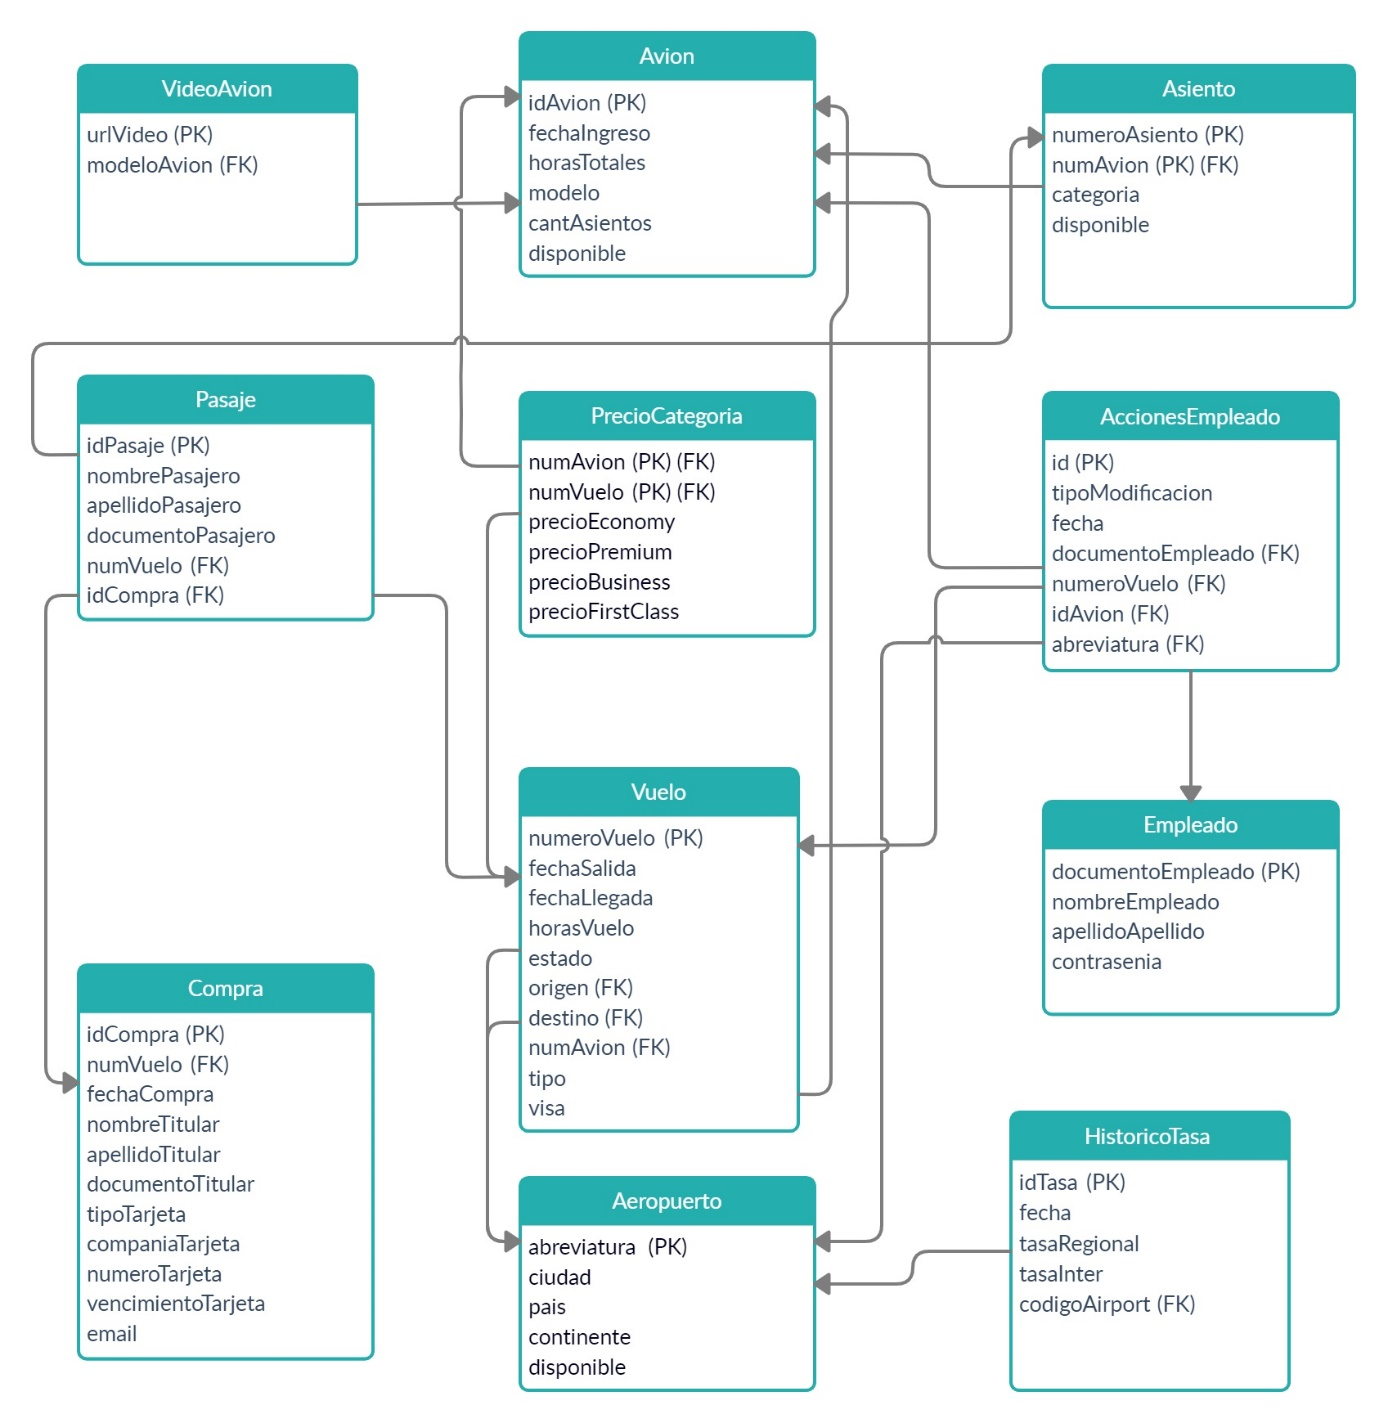 VideoAvion
urlVideo (PK)
modeloAvion (FK)
Avion
idAvion (PK)
fechaIngreso
horasTotales
modelo
cantAsientos
disponible
Asiento
numeroAsiento (PK)
numAvion (PK) (FK)
categoria
disponible
Pasaje
idPasaje (PK)
nombrePasajero
apellidoPasajero
documentoPasajero
numVuelo (FK)
idCompra (FK)
PrecioCategoria
numAvion (PK) (FK)
numVuelo (PK) (FK)
precioEconomy
precioPremium
precioBusiness
precioFirstClass
AccionesEmpleado
id (PK)
tipoModificacion
fecha
documentoEmpleado (FK)
numeroVuelo (FK)
idAvion (FK)
abreviatura (FK)
Vuelo
numeroVuelo (PK)
fechaSalida
fechaLlegada
horasVuelo
estado
origen (FK)
destino (FK)
numAvion (FK)
tipo
visa
Empleado
documentoEmpleado (PK)
nombreEmpleado
apellidoApellido
contrasenia
Compra
idCompra (PK)
numVuelo (FK)
fechaCompra
nombreTitular
apellidoTitular
documentoTitular
tipoTarjeta
companiaTarjeta
numeroTarjeta
vencimientoTarjeta
email
Aeropuerto
abreviatura (PK)
ciudad
pais
continente
disponible
HistoricoTasa
idTasa (PK)
fecha
tasaRegional
tasaInter
codigoAirport (FK)